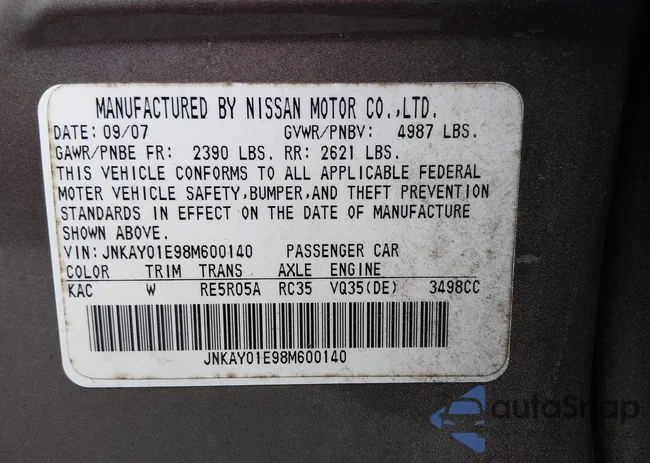 MANUFACTURED BY NISSAN MOTOR CO.,LTD.
DATE: 09/07 GVWR/PNBV: 4987 LBS.
GAWR/PNBE FR: 2390 LBS. RR: 2621 LBS.
THIS VEHICLE CONFORMS TO ALL APPLICABLE FEDERAL
MOTOR VEHICLE SAFETY,BUMPER,AND THEFT PREVENTION
STANDARDS IN EFFECT ON THE DATE OF MANUFACTURE
SHOWN ABOVE.
VIN: JNKAY01E98M600140 PASSENGER CAR
COLOR TRIM TRANS AXLE ENGINE
KAC W RE5R05A RC35 VQ35(DE) 3498CC
JNKAY01E98M600140
autoSnap